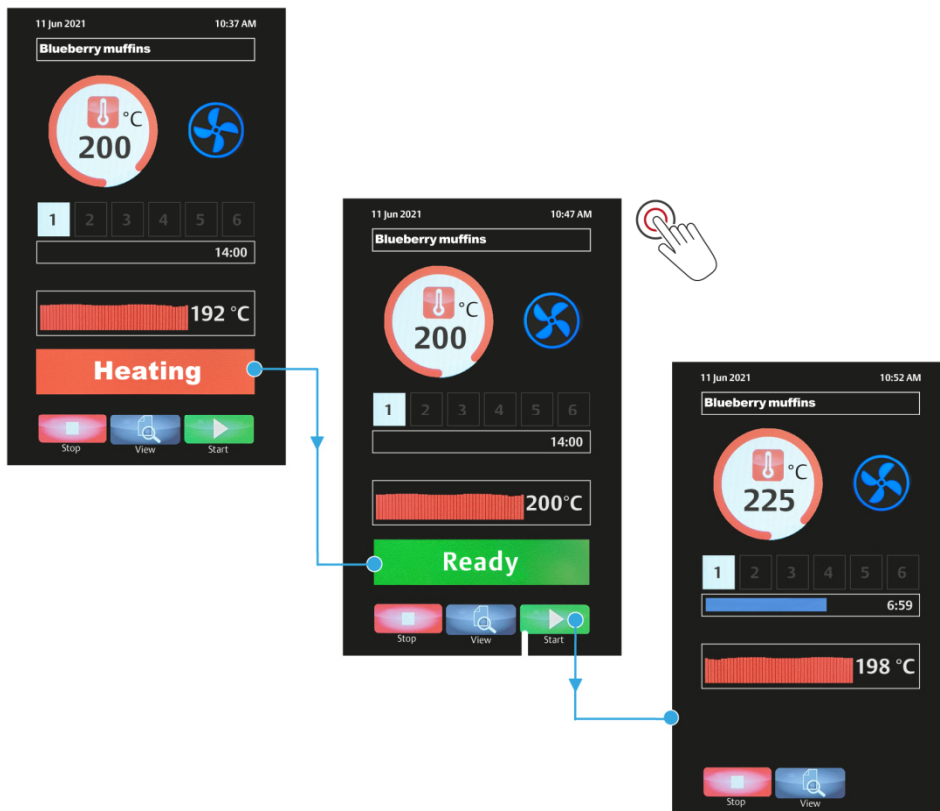 11 Jun 2021 10:37 AM
Blueberry muffins
°C
200
1 2 3 4 5 6
14:00
192 °C
Heating
Stop View Start
11 Jun 2021 10:47 AM
Blueberry muffins
°C
200
1 2 3 4 5 6
14:00
200°C
Ready
Stop View Start
11 Jun 2021 10:52 AM
Blueberry muffins
°C
225
1 2 3 4 5 6
6:59
198 °C
Stop View